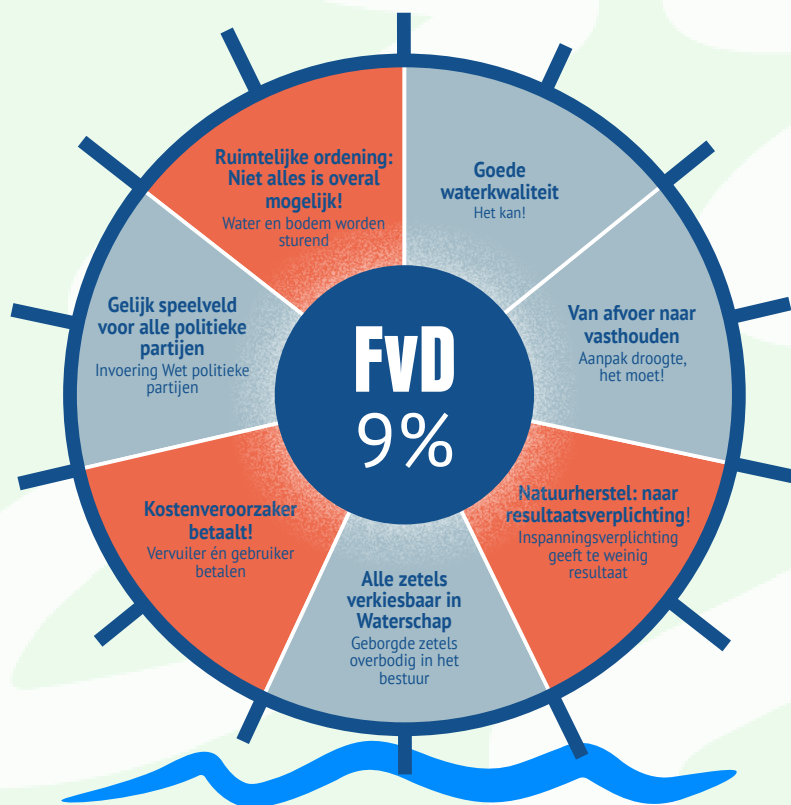 Ruimtelijke ordening:
Niet alles is overal
mogelijk!
Water en bodem worden
sturend
Goede
waterkwaliteit
Het kan!
Gelijk speelveld
voor alle politieke
partijen
Invoering Wet politieke
partijen
Van afvoer naar
vasthouden
Aanpak droogte,
het moet!
FvD
9%
Kostenveroorzaker
betaalt!
Vervuiler én gebruiker
betalen
Natuurherstel: naar
resultaatsverplichting!
Inspanningsverplichting
geeft te weinig
resultaat
Alle zetels
verkiesbaar in
Waterschap
Geborgde zetels
overbodig in het
bestuur